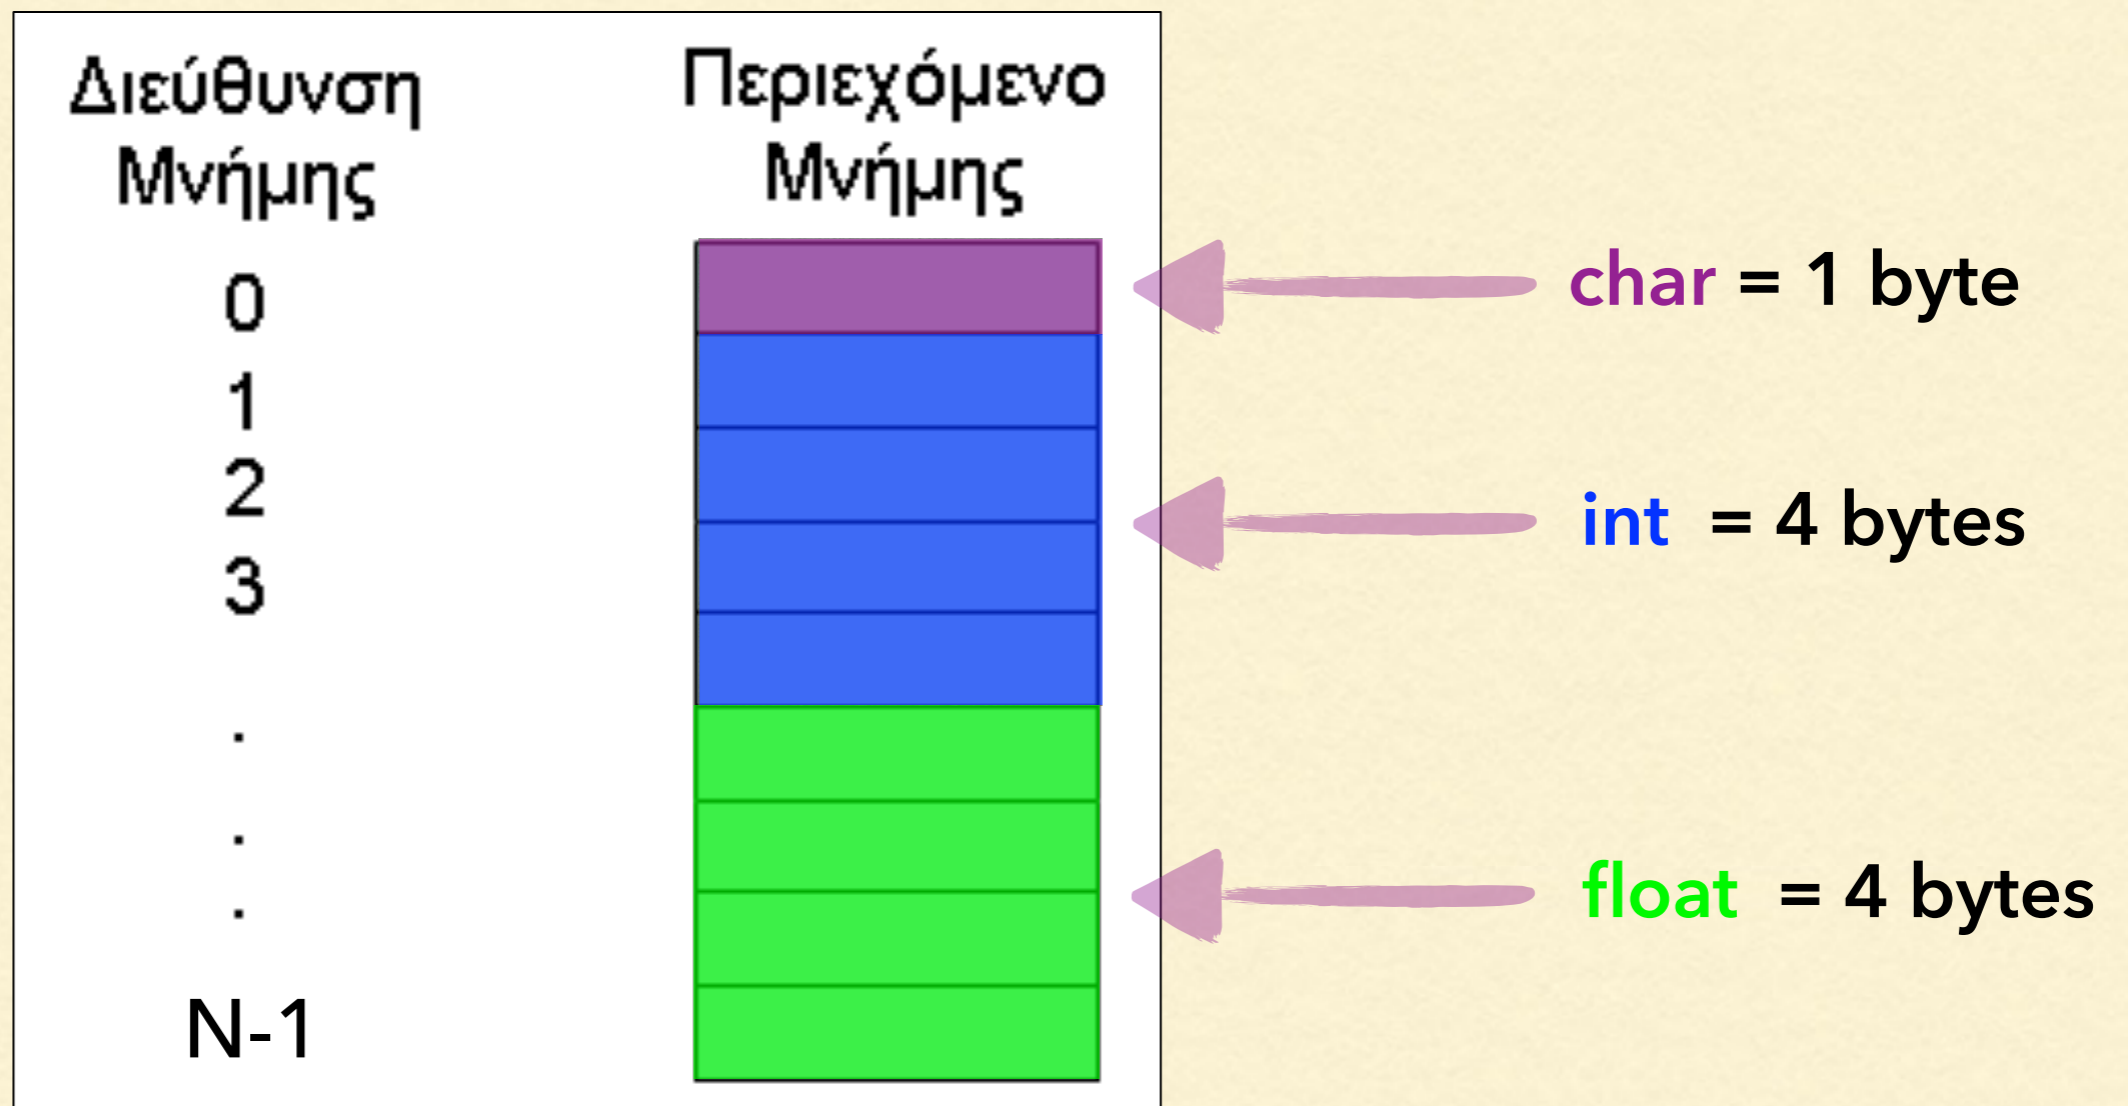 Διεύθυνση
Μνήμης
Περιεχόμενο
Μνήμης
0
char = 1 byte
1
2
int = 4 bytes
3
.
.
float = 4 bytes
.
N-1